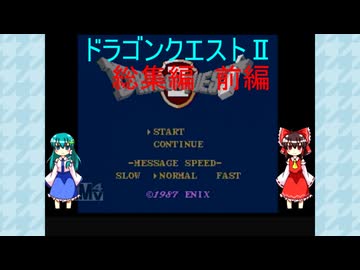 ドラゴンクエストⅡ
総集編 前編
START
CONTINUE
-MESSAGE SPEED-
SLOW NORMAL FAST
©1987 ENIX